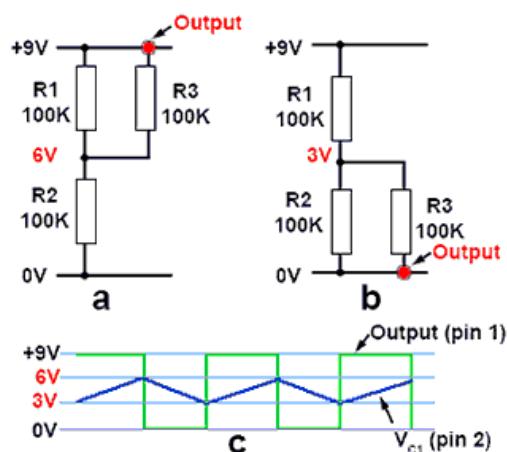 Output
+9V
R1
100K
R3
100K
6V
R2
100K
0V
a
+9V
R1
100K
3V
R2
100K
R3
100K
Output
0V
b
Output (pin 1)
+9V
6V
3V
0V
VC1 (pin 2)
c